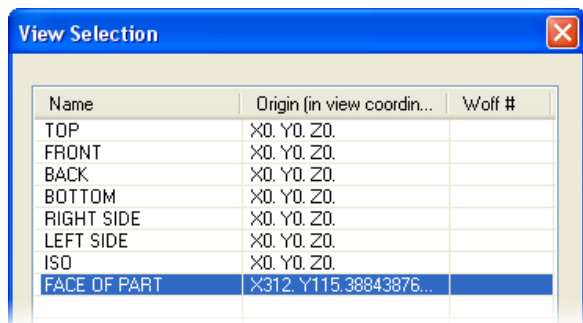 View Selection
Name Origin (in view coordin... Woff #
TOP X0. Y0. Z0.
FRONT X0. Y0. Z0.
BACK X0. Y0. Z0.
BOTTOM X0. Y0. Z0.
RIGHT SIDE X0. Y0. Z0.
LEFT SIDE X0. Y0. Z0.
ISO X0. Y0. Z0.
FACE OF PART X312. Y115.38843876...